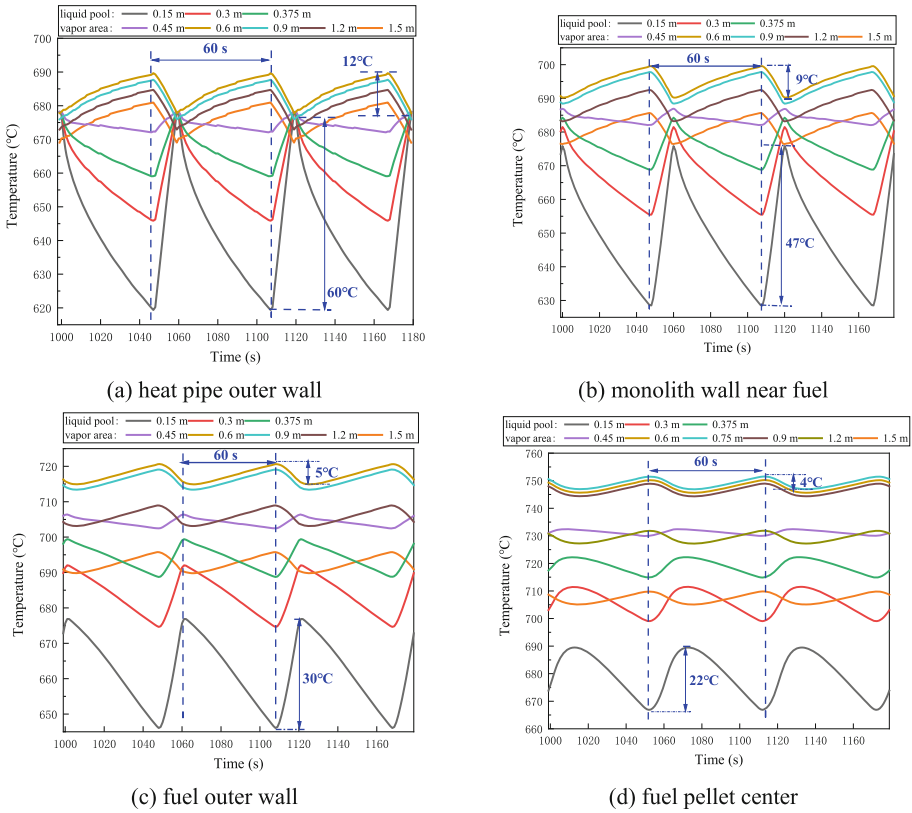 liquid pool: 0.15 m 0.3 m 0.375 m
vapor area: 0.45 m 0.6 m 0.9 m 1.2 m 1.5 m
700
690
680
670
660
650
640
630
620
Temperature (°C)
60 s
12°C
60°C
1000 1020 1040 1060 1080 1100 1120 1140 1160 1180
Time (s)
(a) heat pipe outer wall
liquid pool: 0.15 m 0.3 m 0.375 m
vapor area: 0.45 m 0.6 m 0.9 m 1.2 m 1.5 m
700
690
680
670
660
650
640
630
Temperature (°C)
60 s
9°C
47°C
1000 1020 1040 1060 1080 1100 1120 1140 1160
Time (s)
(b) monolith wall near fuel
liquid pool: 0.15 m 0.3 m 0.375 m
vapor area: 0.45 m 0.6 m 0.9 m 1.2 m 1.5 m
720
710
700
690
680
670
660
650
Temperature (°C)
60 s
5°C
30°C
1000 1020 1040 1060 1080 1100 1120 1140 1160
Time (s)
(c) fuel outer wall
liquid pool: 0.15 m 0.3 m 0.375 m
vapor area: 0.45 m 0.6 m 0.75 m 0.9 m 1.2 m 1.5 m
760
750
740
730
720
710
700
690
680
670
660
Temperature (°C)
60 s
4°C
22°C
1000 1020 1040 1060 1080 1100 1120 1140 1160
Time (s)
(d) fuel pellet center